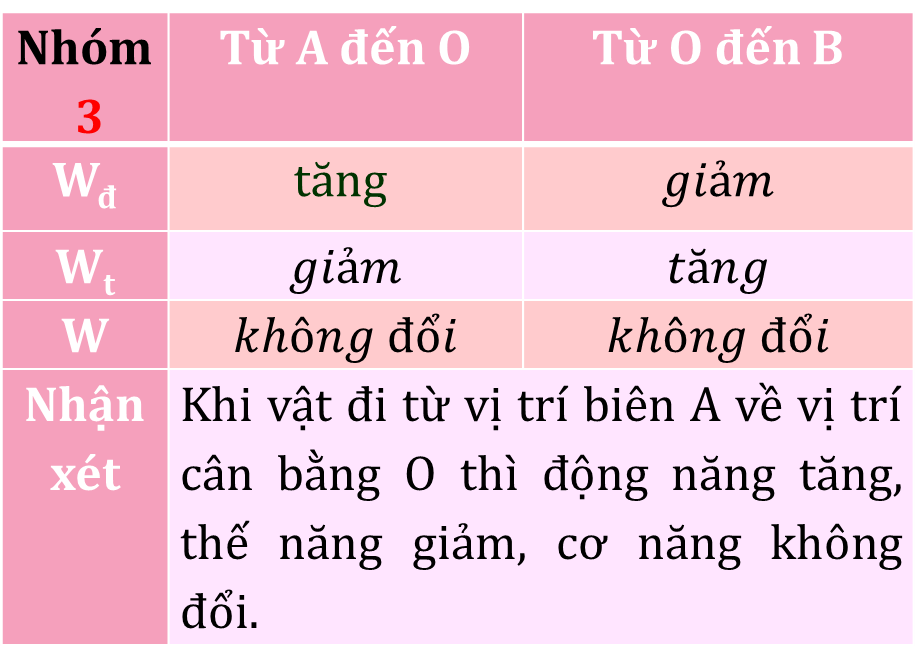 Nhóm 3 Từ A đến O Từ O đến B
Wđ tăng giảm
Wt giảm tăng
W không đổi không đổi
Nhận xét
Khi vật đi từ vị trí biên A về vị trí
cân bằng O thì động năng tăng,
thế năng giảm, cơ năng không
đổi.